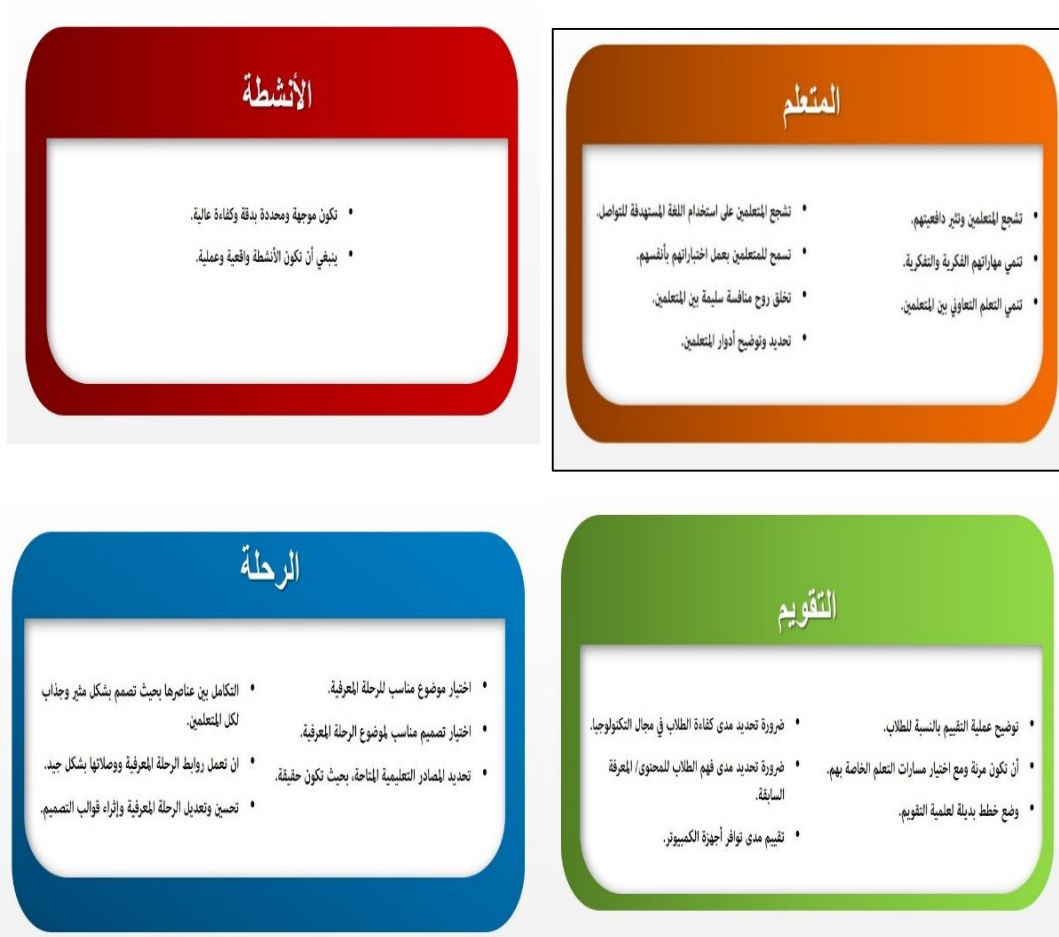 المتعلم
• تشجع المتعلمين وتثير دافعيتهم.
• تنمي مهاراتهم الفكرية والتفكرية.
• تنمي التعلم التعاوني بين المتعلمين.
• تشجع المتعلمين على استخدام اللغة المستهدفة للتواصل.
• تسمح للمتعلمين بعمل اختباراتهم بأنفسهم.
• تخلق روح منافسة سليمة بين المتعلمين.
• تحديد وتوضيح أدوار المتعلمين.
الأنشطة
• تكون موجهة ومحددة بدقة وكفاءة عالية.
• ينبغي أن تكون الأنشطة واقعية وعملية.
التقويم
• توضيح عملية التقييم بالنسبة للطلاب.
• أن تكون مرنة ومع اختيار مسارات التعلم الخاصة بهم.
• وضع خطط بديلة لعلمية التقويم.
• ضرورة تحديد مدى كفاءة الطلاب في مجال التكنولوجيا.
• ضرورة تحديد مدى فهم الطلاب للمحتوى/ المعرفة
السابقة.
• تقييم مدى توافر أجهزة الكمبيوتر.
الرحلة
• اختيار موضوع مناسب للرحلة المعرفية.
• اختيار تصميم مناسب لموضوع الرحلة المعرفية.
• تحديد المصادر التعليمية المتاحة، بحيث تكون حقيقة.
• التكامل بين عناصرها بحيث تصمم بشكل مثير وجذاب
لكل المتعلمين.
• ان تعمل روابط الرحلة المعرفية ووصلاتها بشكل جيد.
• تحسين وتعديل الرحلة المعرفية وإثراء قوالب التصميم.